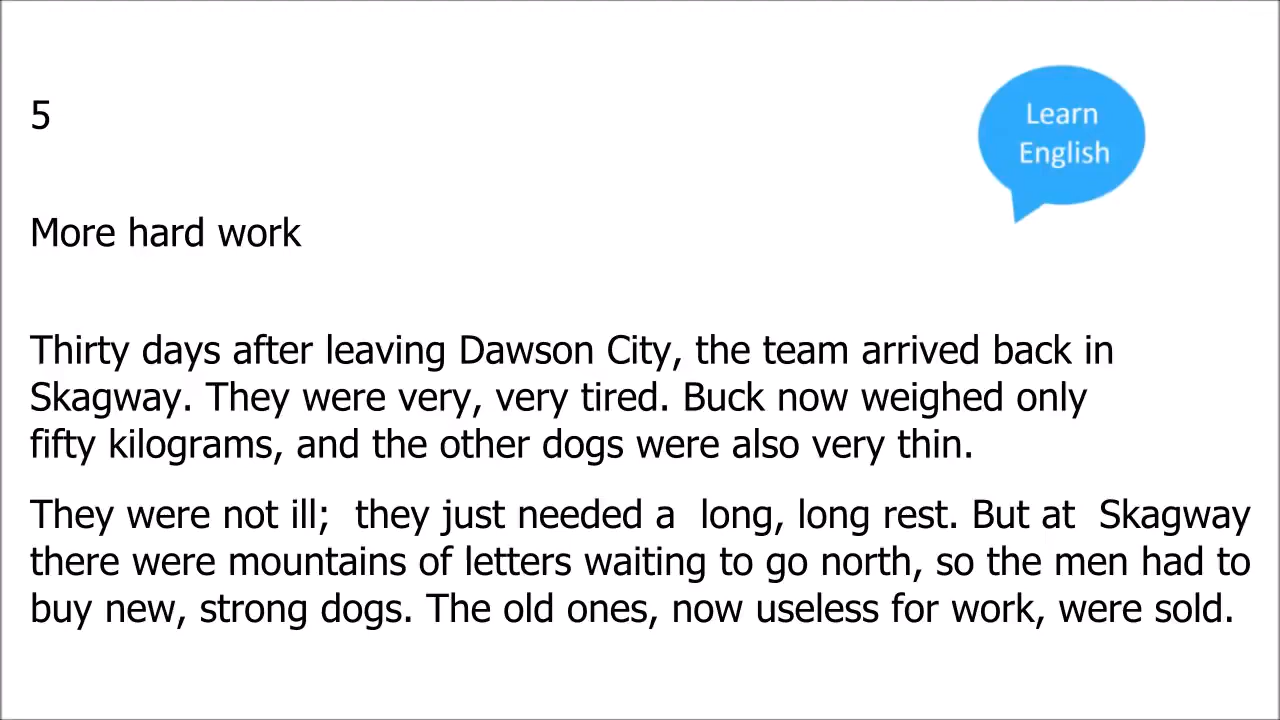 5
Learn
English
More hard work
Thirty days after leaving Dawson City, the team arrived back in
Skagway. They were very, very tired. Buck now weighed only
fifty kilograms, and the other dogs were also very thin.
They were not ill;  they just needed a  long, long rest. But at  Skagway
there were mountains of letters waiting to go north, so the men had to
buy new, strong dogs. The old ones, now useless for work, were sold.